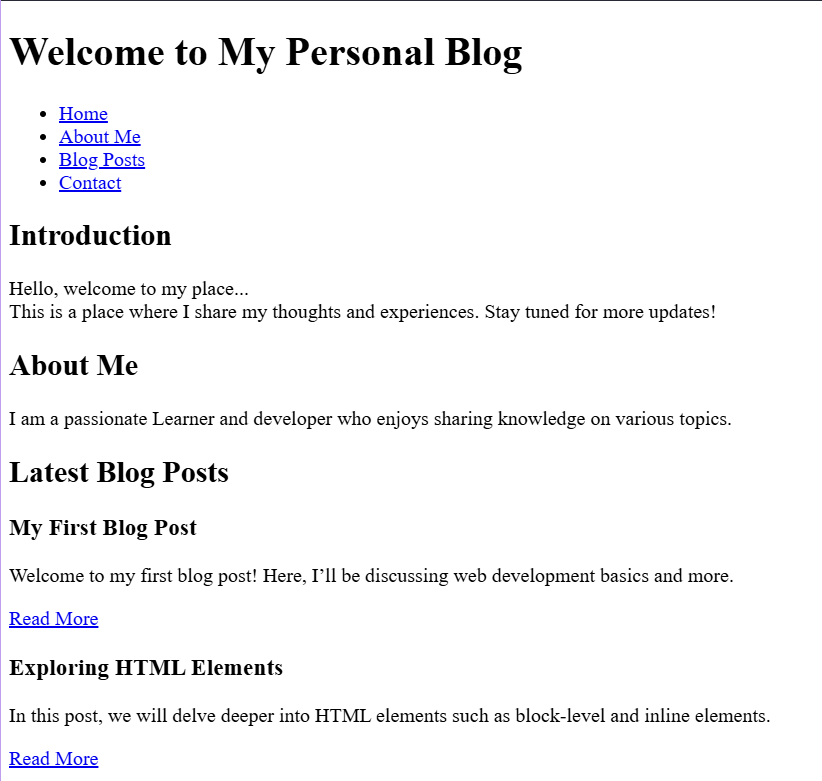 Welcome to My Personal Blog
Home
About Me
Blog Posts
Contact
Introduction
Hello, welcome to my place...
This is a place where I share my thoughts and experiences. Stay tuned for more updates!
About Me
I am a passionate Learner and developer who enjoys sharing knowledge on various topics.
Latest Blog Posts
My First Blog Post
Welcome to my first blog post! Here, I’ll be discussing web development basics and more.
Read More
Exploring HTML Elements
In this post, we will delve deeper into HTML elements such as block-level and inline elements.
Read More